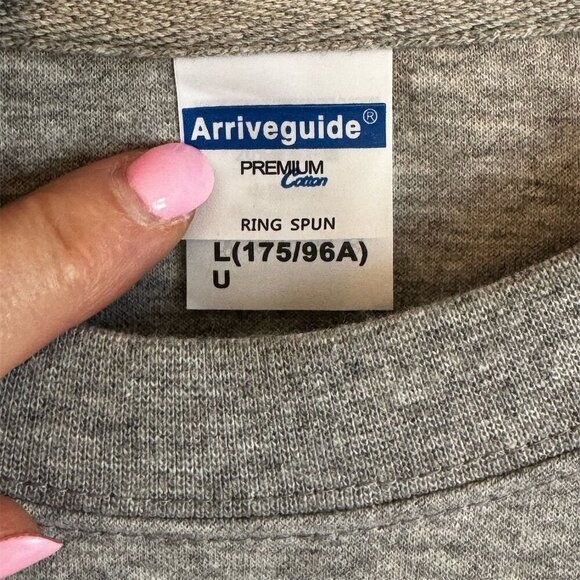 Arriveguide®
PREMIUM
Cotton
RING SPUN
L(175/96A)
U